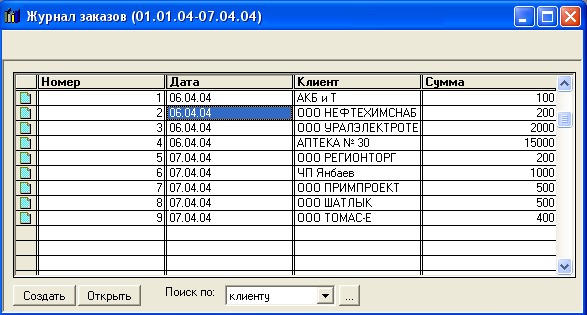 Журнал заказов (01.01.04-07.04.04)
Номер Дата Клиент Сумма
1 06.04.04 АКБ и Т 100
2 06.04.04 ООО НЕФТЕХИМСНАБ 200
3 06.04.04 ООО УРАЛЭЛЕКТРОТЕ 2000
4 06.04.04 АПТЕКА № 30 15000
5 07.04.04 ООО РЕГИОНТОРГ 200
6 07.04.04 ЧП Янбаев 1000
7 07.04.04 ООО ПРИМПРОЕКТ 500
8 07.04.04 ООО ШАТЛЫК 500
9 07.04.04 ООО ТОМАС-Е 400
Создать Открыть Поиск по: клиенту ...